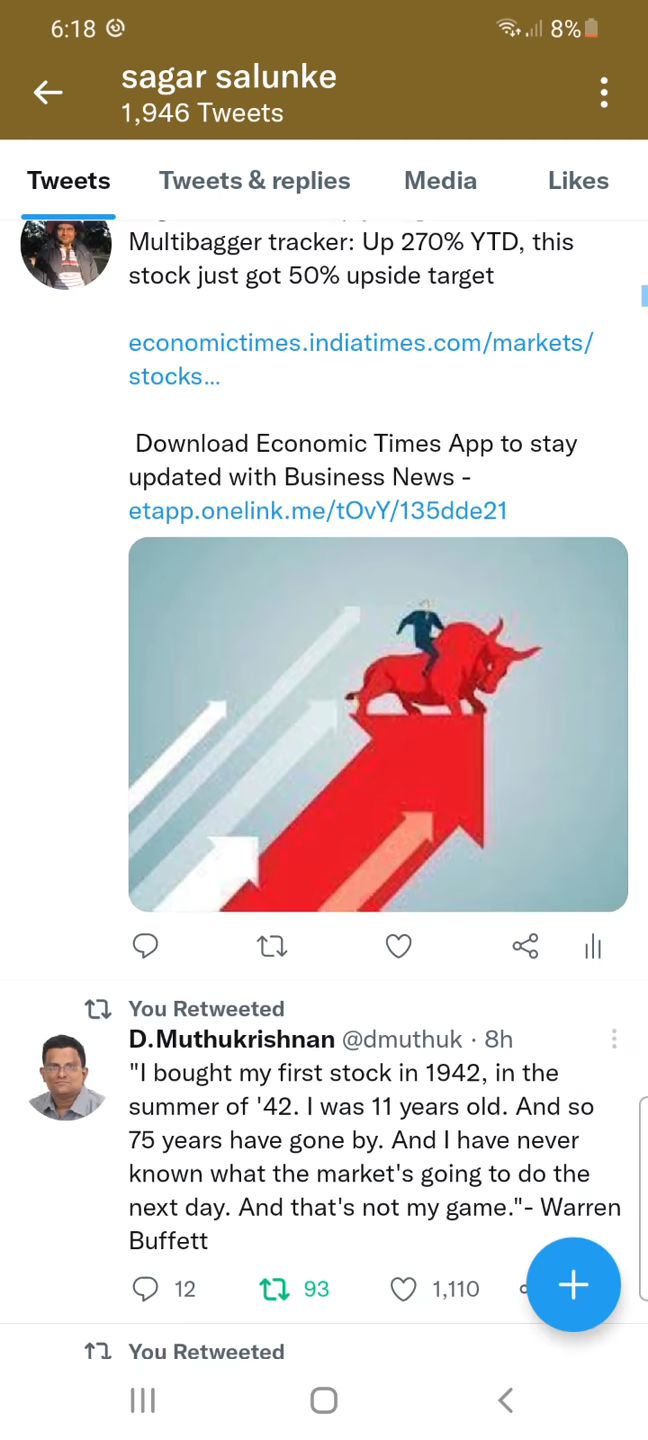 6:18
8%
sagar salunke
1,946 Tweets
Tweets
Tweets & replies
Media
Likes
Multibagger tracker: Up 270% YTD, this
stock just got 50% upside target
economictimes.indiatimes.com/markets/
stocks...
Download Economic Times App to stay
updated with Business News -
etapp.onelink.me/tOvY/135dde21
You Retweeted
D.Muthukrishnan @dmuthuk · 8h
"I bought my first stock in 1942, in the
summer of '42. I was 11 years old. And so
75 years have gone by. And I have never
known what the market's going to do the
next day. And that's not my game."- Warren
Buffett
12
93
1,110
You Retweeted